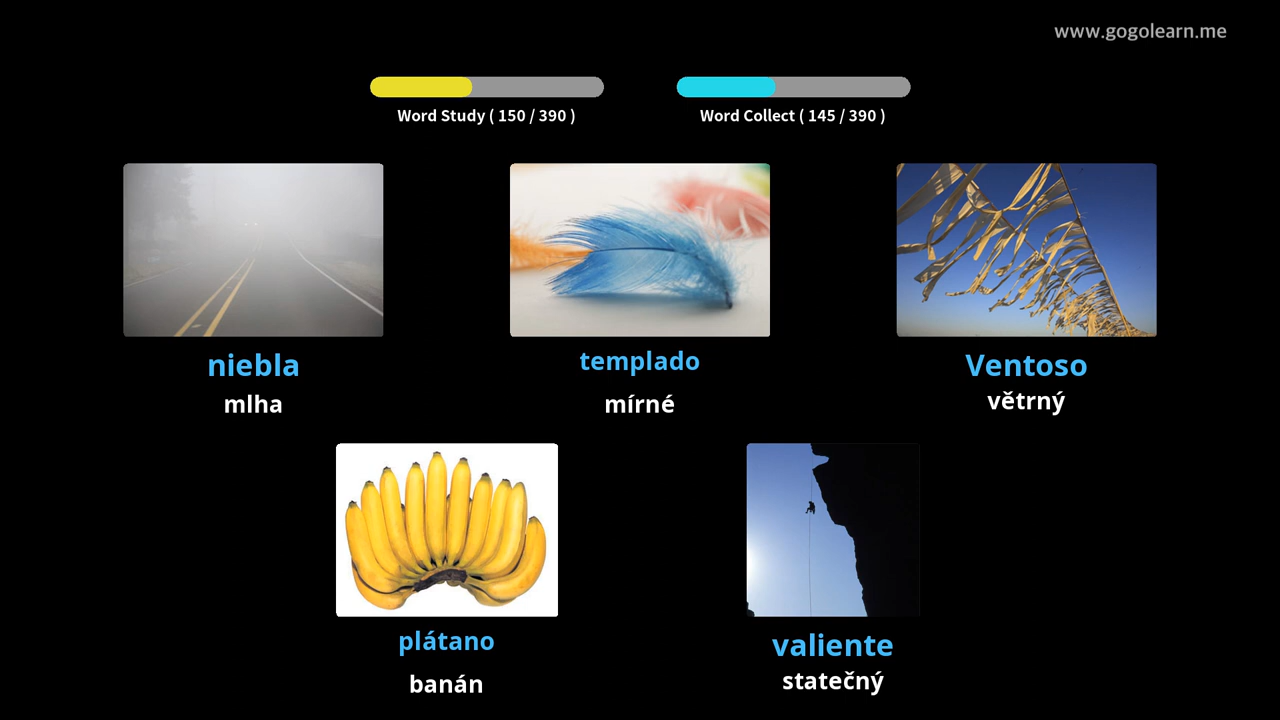 www.gogolearn.me
Word Study ( 150 / 390 )
Word Collect ( 145 / 390 )
niebla
mlha
templado
mírné
Ventoso
větrný
plátano
banán
valiente
statečný